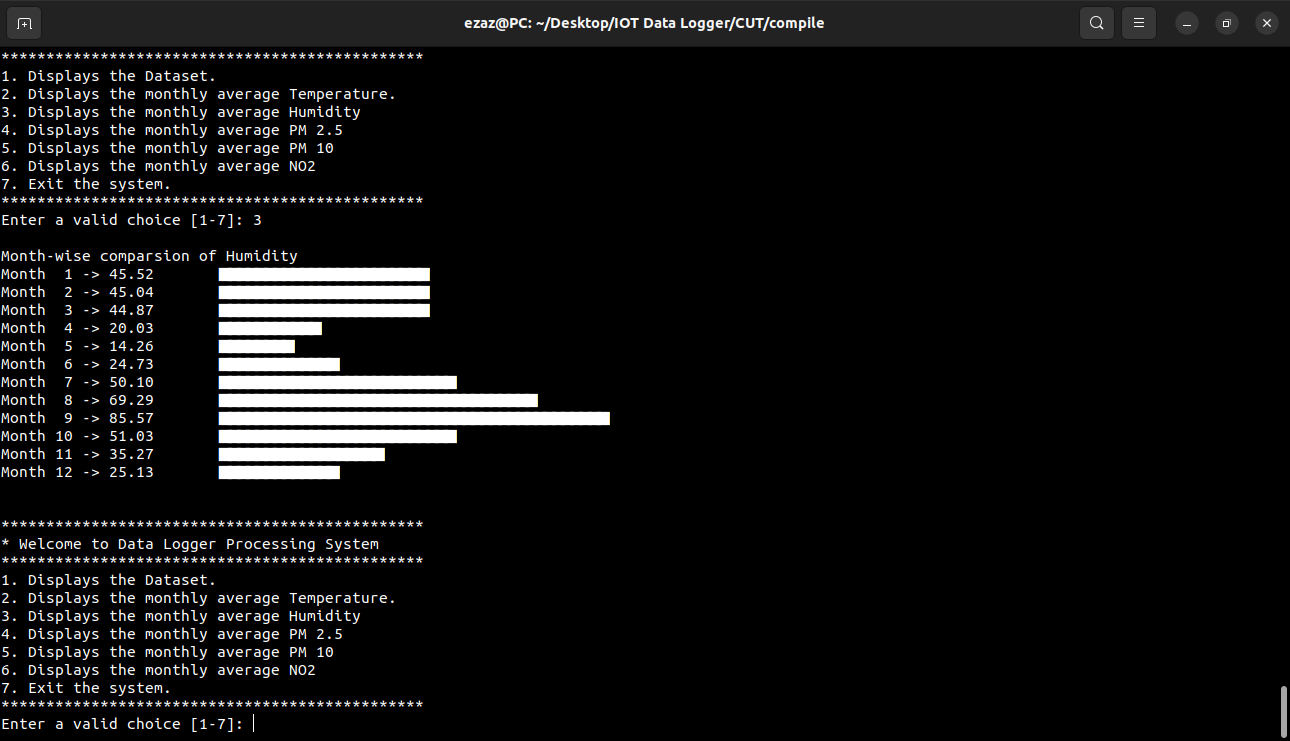 ezaz@PC: ~/Desktop/IOT Data Logger/CUT/compile
***********************************************
1. Displays the Dataset.
2. Displays the monthly average Temperature.
3. Displays the monthly average Humidity
4. Displays the monthly average PM 2.5
5. Displays the monthly average PM 10
6. Displays the monthly average NO2
7. Exit the system.
***********************************************
Enter a valid choice [1-7]: 3
Month-wise comparsion of Humidity
Month  1 -> 45.52
Month  2 -> 45.04
Month  3 -> 44.87
Month  4 -> 20.03
Month  5 -> 14.26
Month  6 -> 24.73
Month  7 -> 50.10
Month  8 -> 69.29
Month  9 -> 85.57
Month 10 -> 51.03
Month 11 -> 35.27
Month 12 -> 25.13
***********************************************
* Welcome to Data Logger Processing System
***********************************************
1. Displays the Dataset.
2. Displays the monthly average Temperature.
3. Displays the monthly average Humidity
4. Displays the monthly average PM 2.5
5. Displays the monthly average PM 10
6. Displays the monthly average NO2
7. Exit the system.
***********************************************
Enter a valid choice [1-7]: